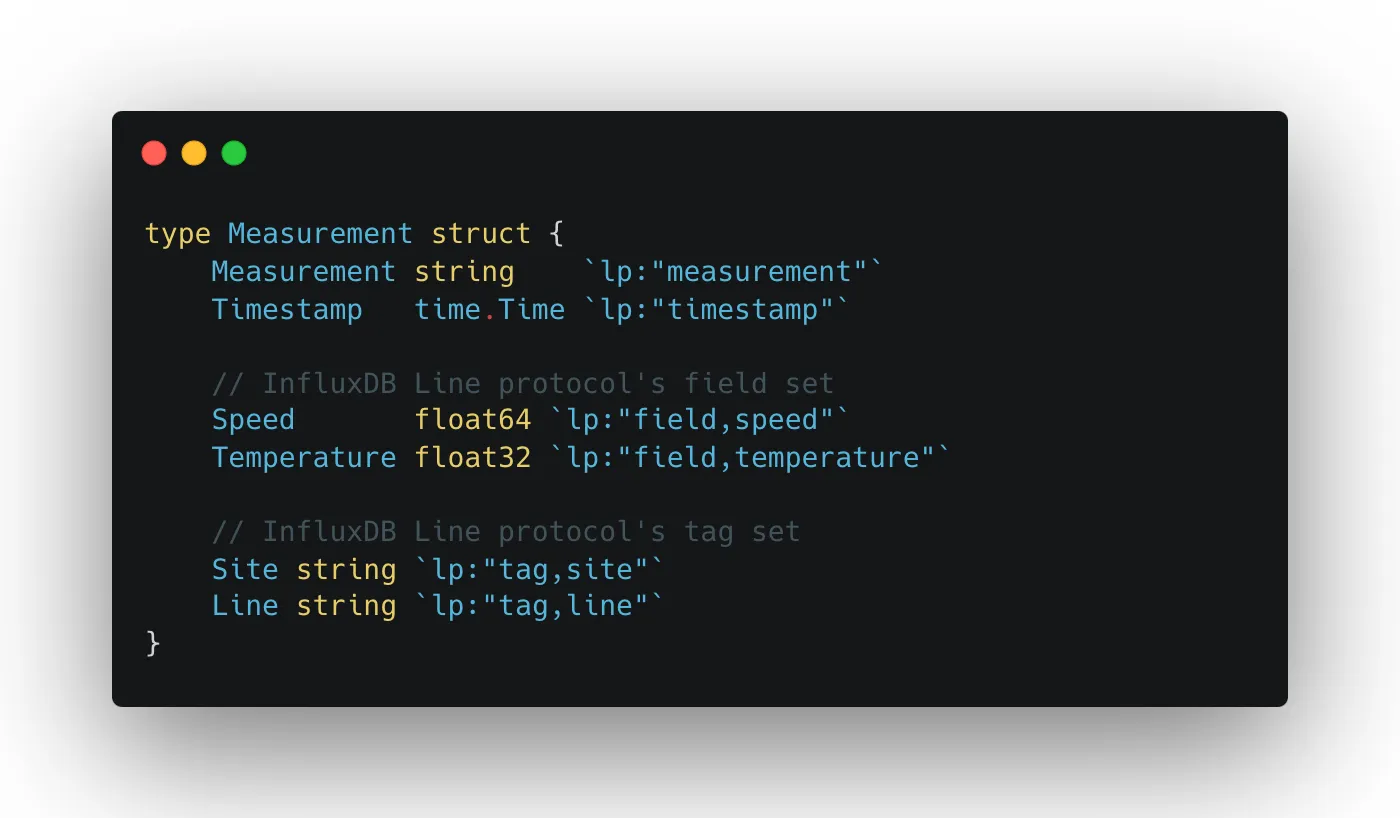 type Measurement struct {
    Measurement string    `lp:"measurement"`
    Timestamp   time.Time `lp:"timestamp"`

    // InfluxDB Line protocol's field set
    Speed       float64 `lp:"field,speed"`
    Temperature float32 `lp:"field,temperature"`

    // InfluxDB Line protocol's tag set
    Site string `lp:"tag,site"`
    Line string `lp:"tag,line"`
}